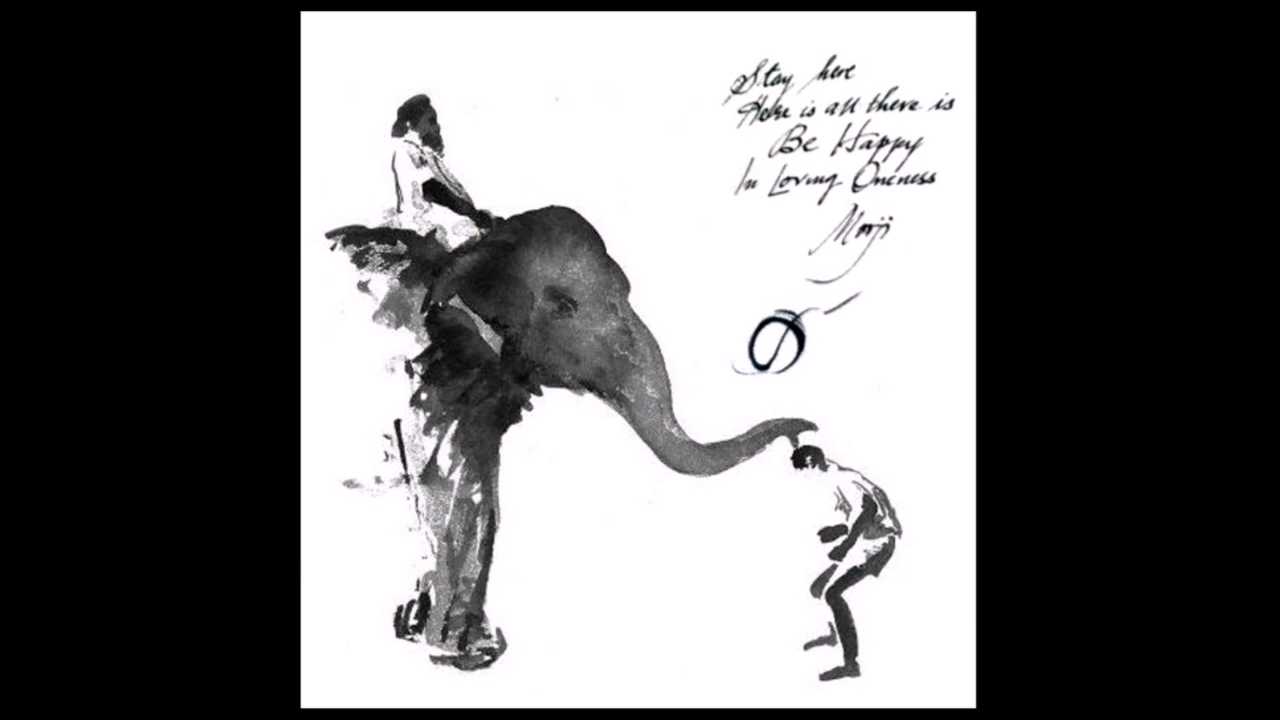 Stay here
Here is all there is
Be Happy
In Loving Oneness
Mooji